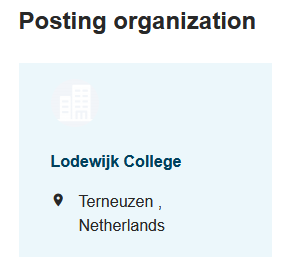 Posting organization
Lodewijk College
Terneuzen ,
Netherlands